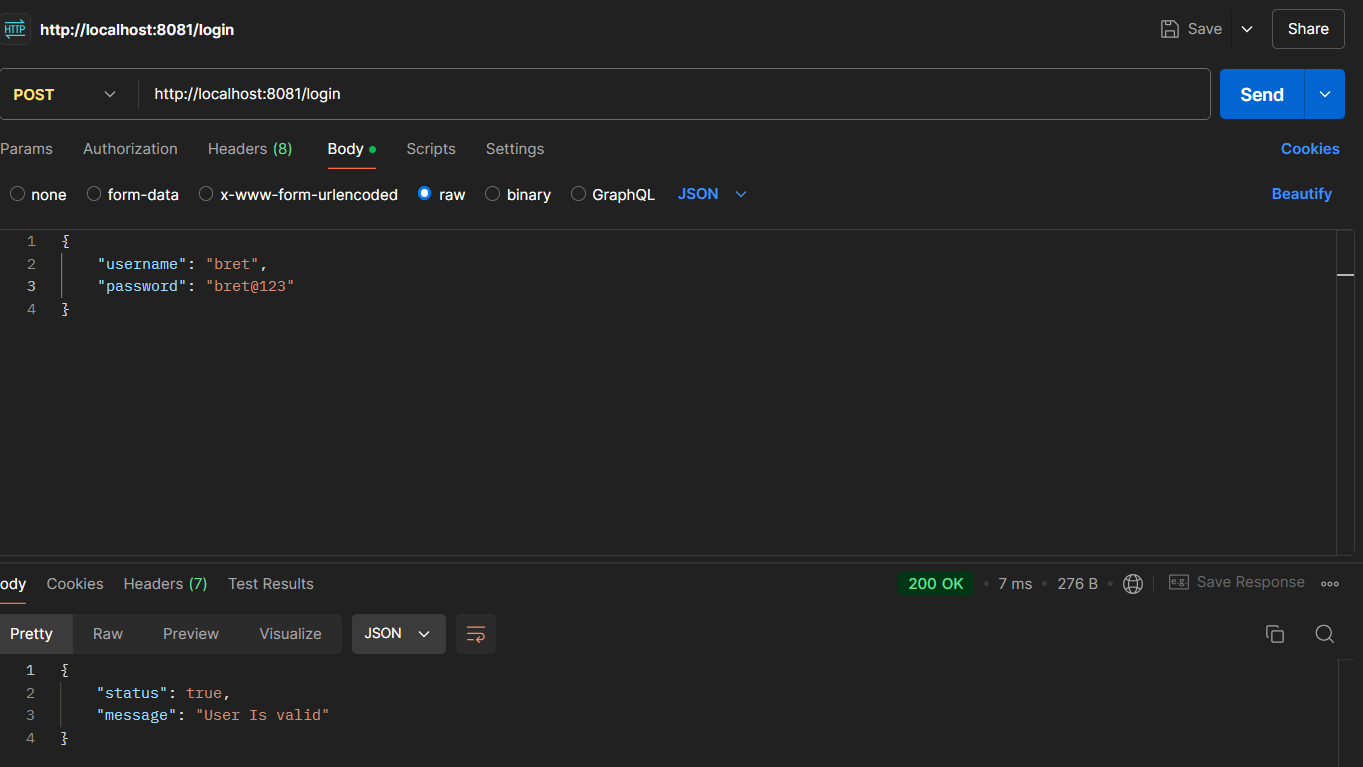 HTTP http://localhost:8081/login Save Share
POST http://localhost:8081/login Send
Params Authorization Headers (8) Body Scripts Settings Cookies
none form-data x-www-form-urlencoded raw binary GraphQL JSON Beautify
1 {
2 "username": "bret",
3 "password": "bret@123"
4 }
ody Cookies Headers (7) Test Results 200 OK • 7 ms • 276 B • e.g. Save Response
Pretty Raw Preview Visualize JSON
1 {
2 "status": true,
3 "message": "User Is valid"
4 }